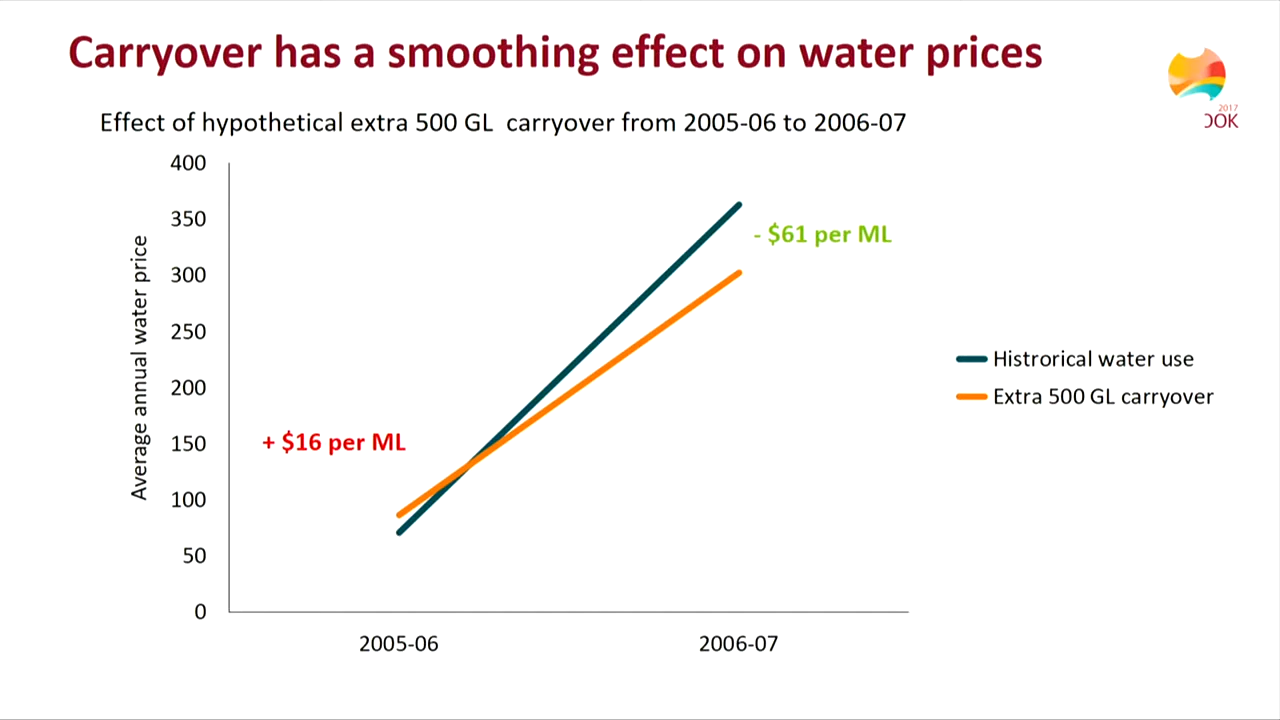 Carryover has a smoothing effect on water prices
2017
OOK
Effect of hypothetical extra 500 GL carryover from 2005-06 to 2006-07
Average annual water price
400
350
300
250
200
150
100
50
0
- $61 per ML
+ $16 per ML
Histrorical water use
Extra 500 GL carryover
2005-06
2006-07